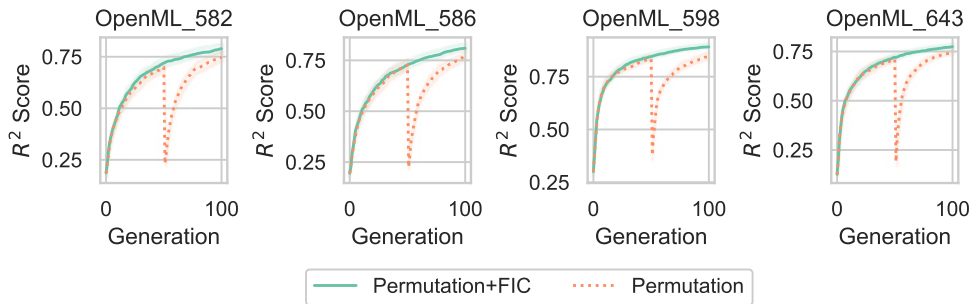 OpenML_582
OpenML_586
OpenML_598
OpenML_643
R² Score
0.75
0.50
0.25
0
100
Generation
R² Score
0.75
0.50
0.25
0
100
Generation
R² Score
0.75
0.50
0.25
0
100
Generation
R² Score
0.75
0.50
0.25
0
100
Generation
Permutation+FIC
Permutation